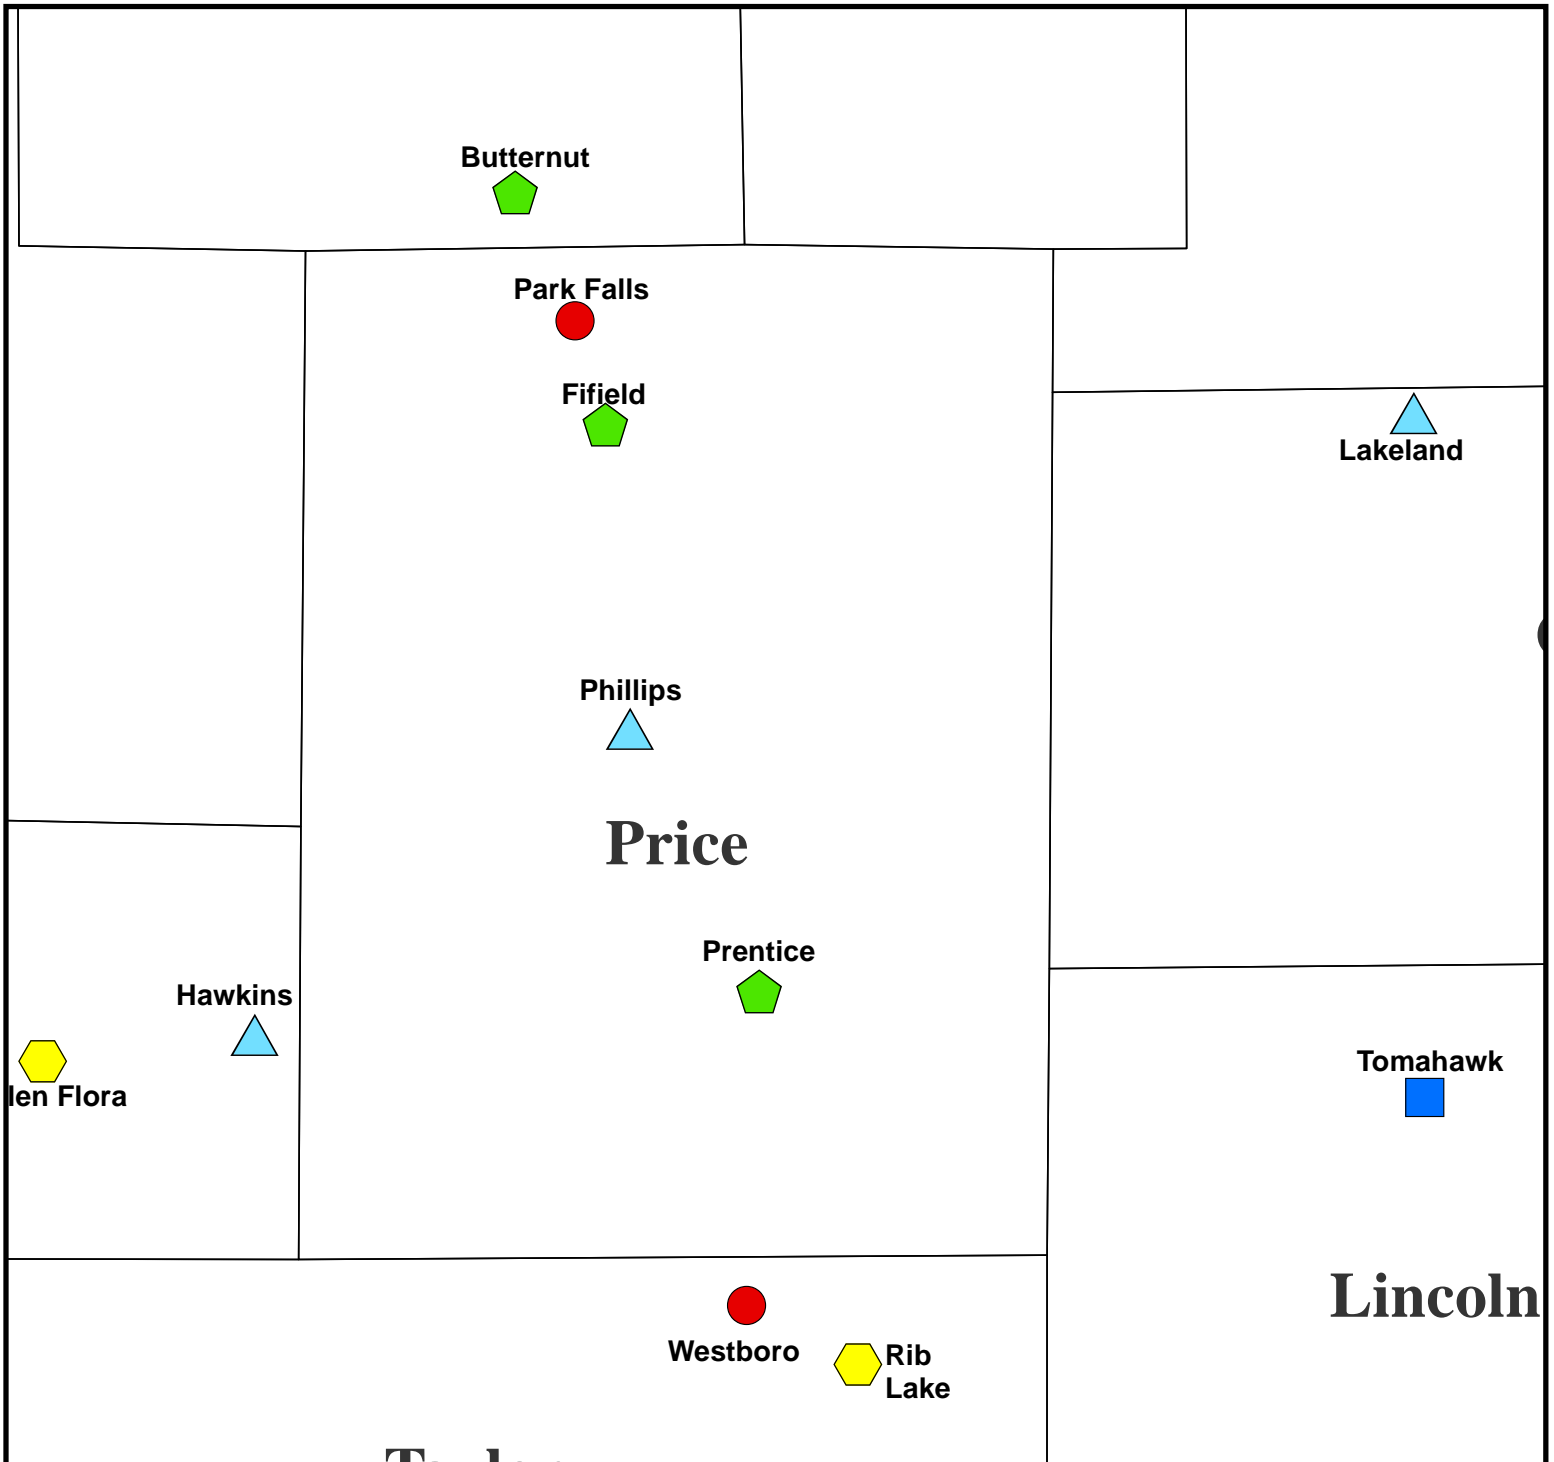 Butternut
Park Falls
Fifield
Lakeland
Phillips
Price
Prentice
Hawkins
len Flora
Tomahawk
Lincoln
Westboro
Rib
Lake